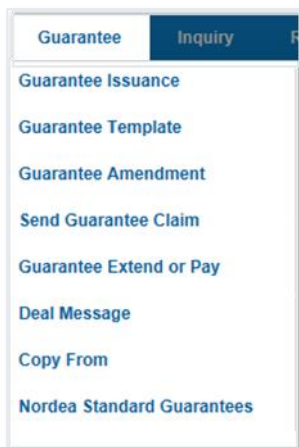 Guarantee Inquiry
Guarantee Issuance
Guarantee Template
Guarantee Amendment
Send Guarantee Claim
Guarantee Extend or Pay
Deal Message
Copy From
Nordea Standard Guarantees